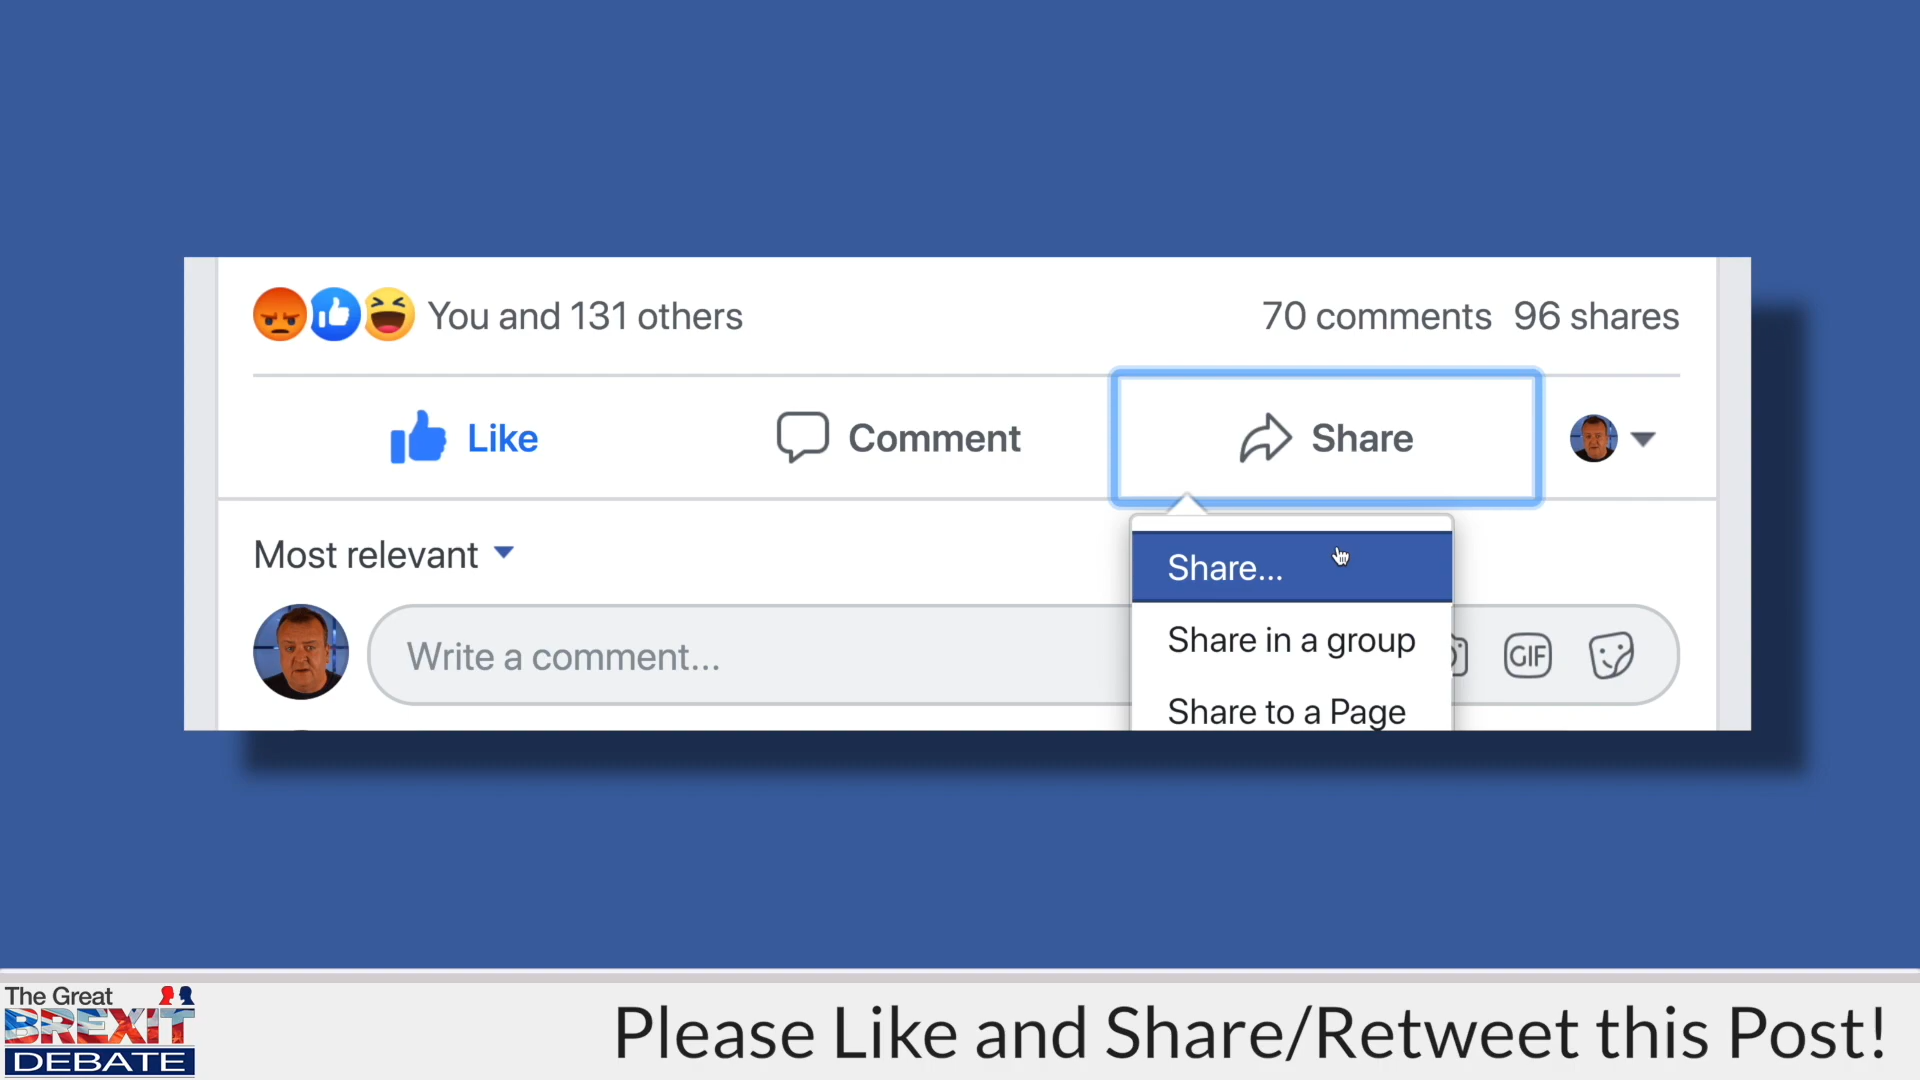 You and 131 others
70 comments 96 shares
Like
Comment
Share
Most relevant
Share...
Write a comment...
Share in a group
GIF
Share to a Page
The Great
BREXIT
DEBATE
Please Like and Share/Retweet this Post!